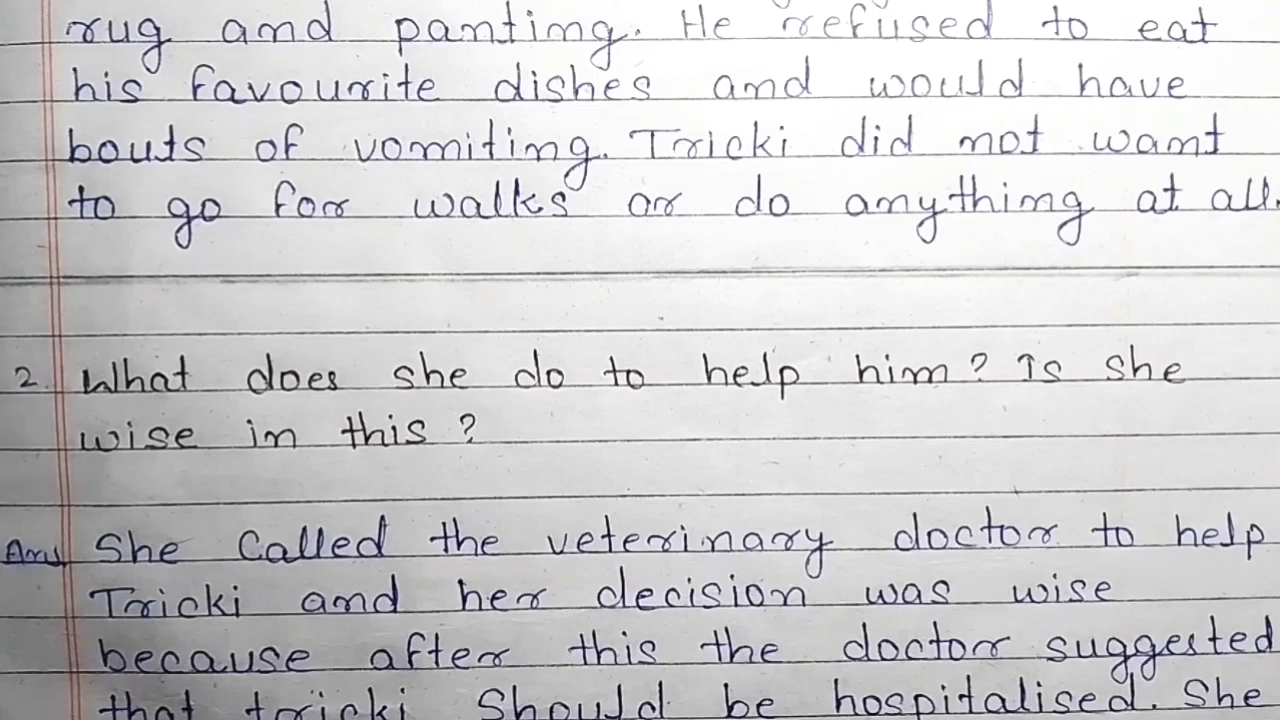 rug and panting. He refused to eat
his favourite dishes and would have
bouts of vomiting. Tricki did not want
to go for walks or do anything at all.
2. What does she do to help him? Is she
wise in this?
Ans She called the veterinary doctor to help
Tricki and her decision was wise
because after this the doctor suggested
that tricki should be hospitalised. She